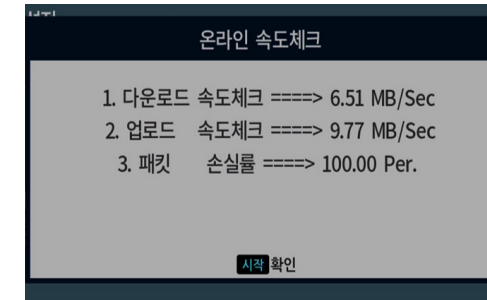 온라인 속도체크
1. 다운로드 속도체크 ====> 6.51 MB/Sec
2. 업로드 속도체크 ====> 9.77 MB/Sec
3. 패킷 손실률 ====> 100.00 Per.
시작 확인